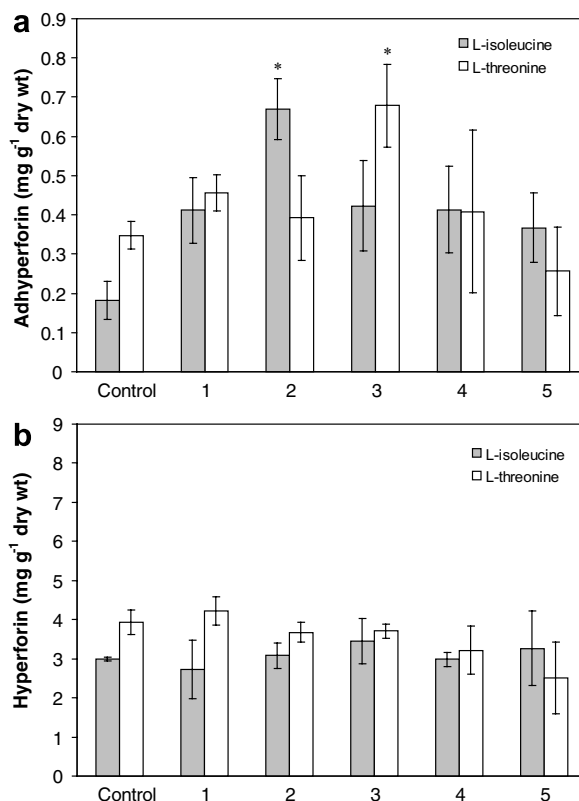 a
Adhyperforin (mg g⁻¹ dry wt)
0.9
0.8
0.7
0.6
0.5
0.4
0.3
0.2
0.1
0
L-isoleucine
L-threonine
*
*
Control 1 2 3 4 5
b
Hyperforin (mg g⁻¹ dry wt)
9
8
7
6
5
4
3
2
1
0
L-isoleucine
L-threonine
Control 1 2 3 4 5